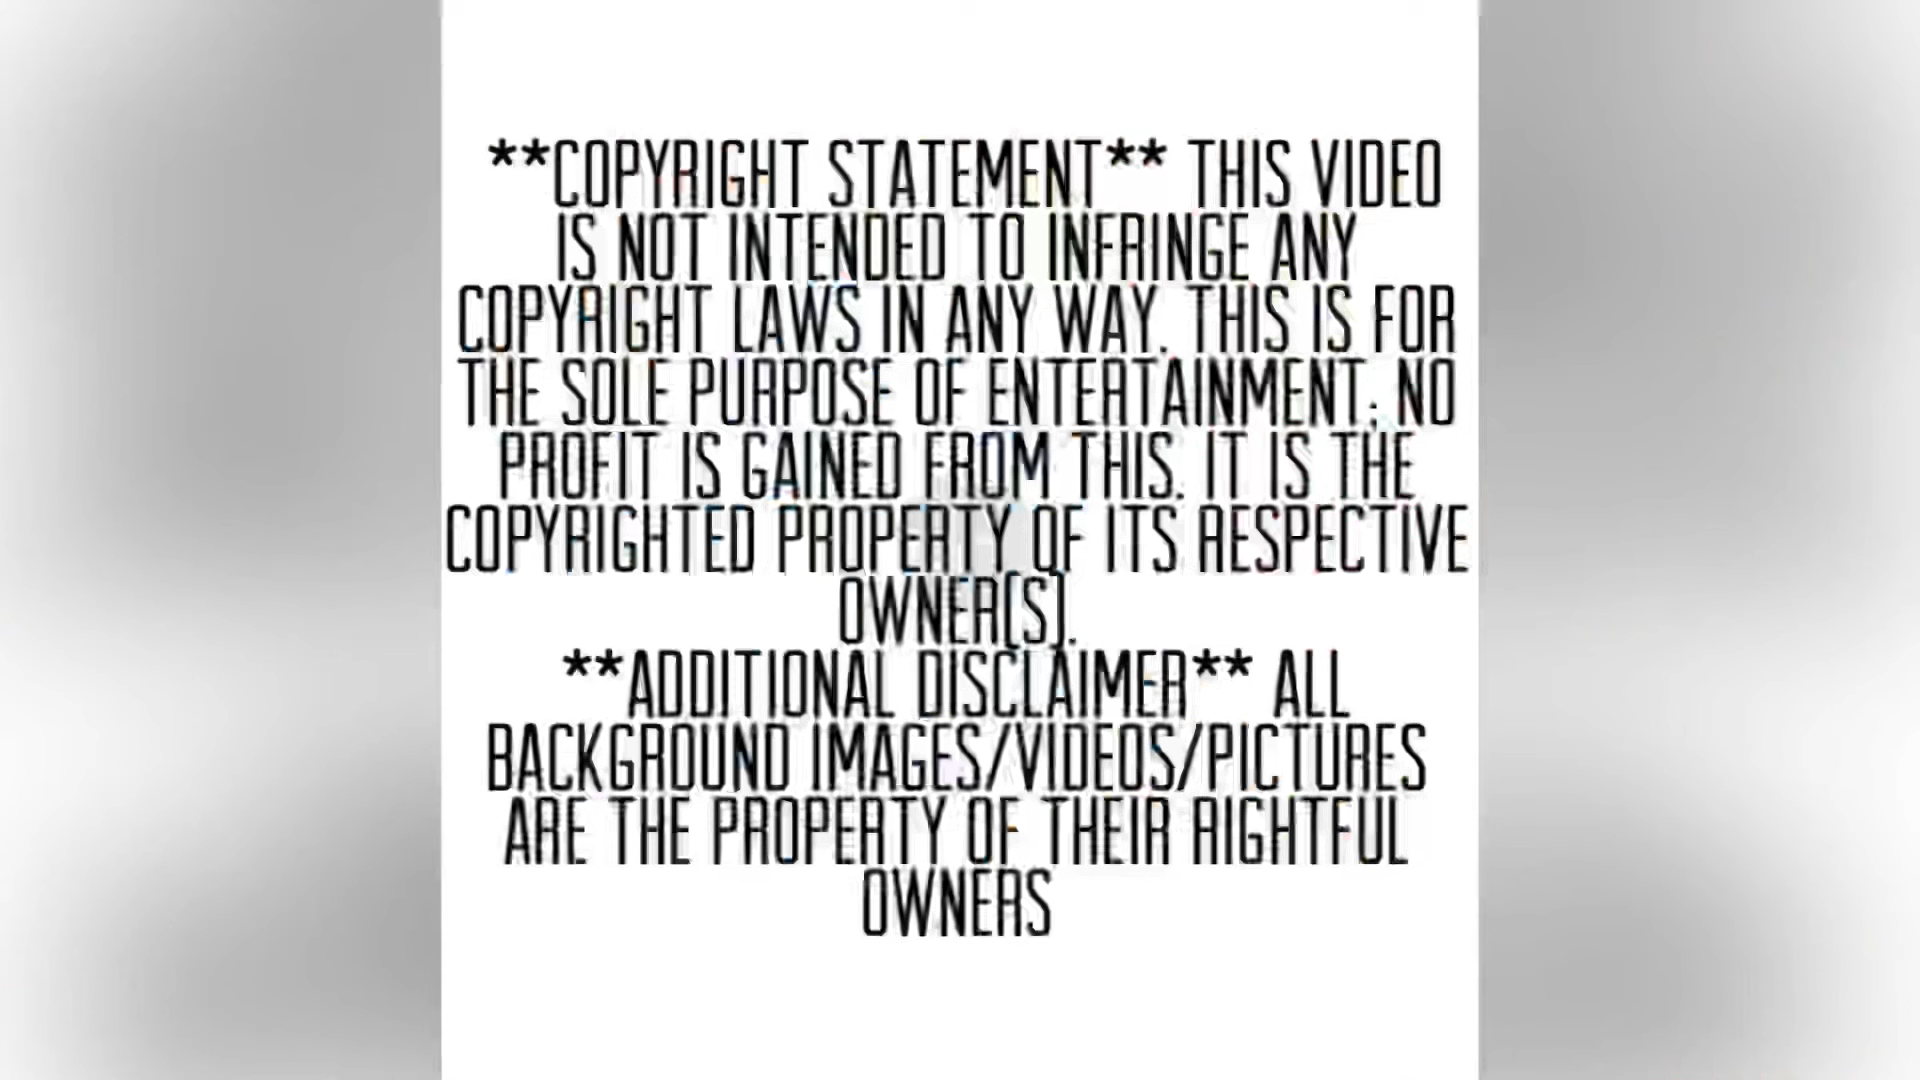 **COPYRIGHT STATEMENT** THIS VIDEO
IS NOT INTENDED TO INFRINGE ANY
COPYRIGHT LAWS IN ANY WAY. THIS IS FOR
THE SOLE PURPOSE OF ENTERTAINMENT; NO
PROFIT IS GAINED FROM THIS. IT IS THE
COPYRIGHTED PROPERTY OF ITS RESPECTIVE
OWNER(S).
**ADDITIONAL DISCLAIMER** ALL
BACKGROUND IMAGES/VIDEOS/PICTURES
ARE THE PROPERTY OF THEIR RIGHTFUL
OWNERS